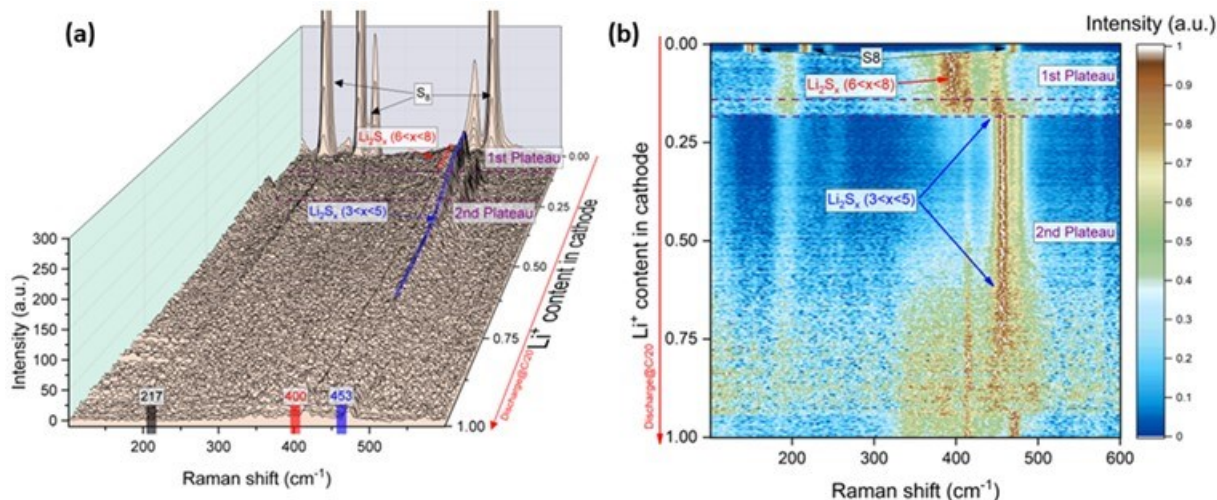 (a)
S8
Li2Sx (6<x<8)
1st Plateau
2nd Plateau
Li2Sx (3<x<5)
0.00
0.25
0.50
0.75
1.00
Li+ content in cathode
Discharge@C/20
300
250
200
150
100
50
0
Intensity (a.u.)
217
400
453
200
300
400
500
Raman shift (cm-1)
(b)
Intensity (a.u.)
S8
Li2Sx (6<x<8)
1st Plateau
Li2Sx (3<x<5)
2nd Plateau
0.00
0.25
0.50
0.75
1.00
Li+ content in cathode
Discharge@C/20
200
300
400
500
600
Raman shift (cm-1)
1
0.9
0.8
0.7
0.6
0.5
0.4
0.3
0.2
0.1
0